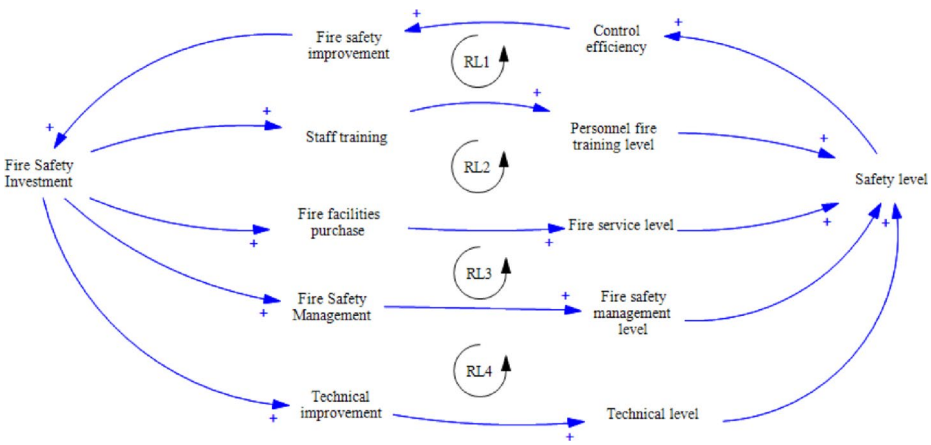 Fire safety
improvement
+
RL1
Control
efficiency
+
+
+
Staff training
+
Personnel fire
training level
+
RL2
Fire Safety
Investment
Safety level
Fire facilities
purchase
+
Fire service level
+
+
+
RL3
Fire Safety
Management
+
+
Fire safety
management
level
RL4
Technical
improvement
+
Technical level
+